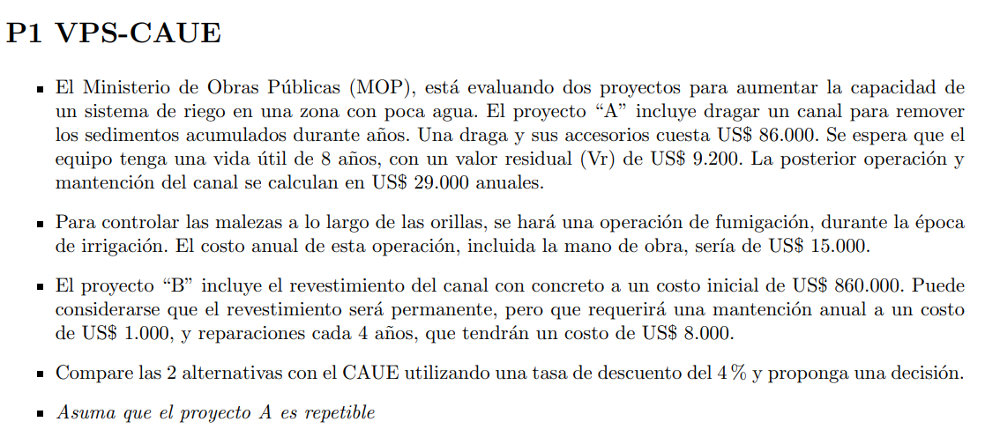 P1 VPS-CAUE
▪ El Ministerio de Obras Públicas (MOP), está evaluando dos proyectos para aumentar la capacidad de
un sistema de riego en una zona con poca agua. El proyecto “A” incluye dragar un canal para remover
los sedimentos acumulados durante años. Una draga y sus accesorios cuesta US$ 86.000. Se espera que el
equipo tenga una vida útil de 8 años, con un valor residual (Vr) de US$ 9.200. La posterior operación y
mantención del canal se calculan en US$ 29.000 anuales.
▪ Para controlar las malezas a lo largo de las orillas, se hará una operación de fumigación, durante la época
de irrigación. El costo anual de esta operación, incluida la mano de obra, sería de US$ 15.000.
▪ El proyecto “B” incluye el revestimiento del canal con concreto a un costo inicial de US$ 860.000. Puede
considerarse que el revestimiento será permanente, pero que requerirá una mantención anual a un costo
de US$ 1.000, y reparaciones cada 4 años, que tendrán un costo de US$ 8.000.
▪ Compare las 2 alternativas con el CAUE utilizando una tasa de descuento del 4 % y proponga una decisión.
▪ Asuma que el proyecto A es repetible